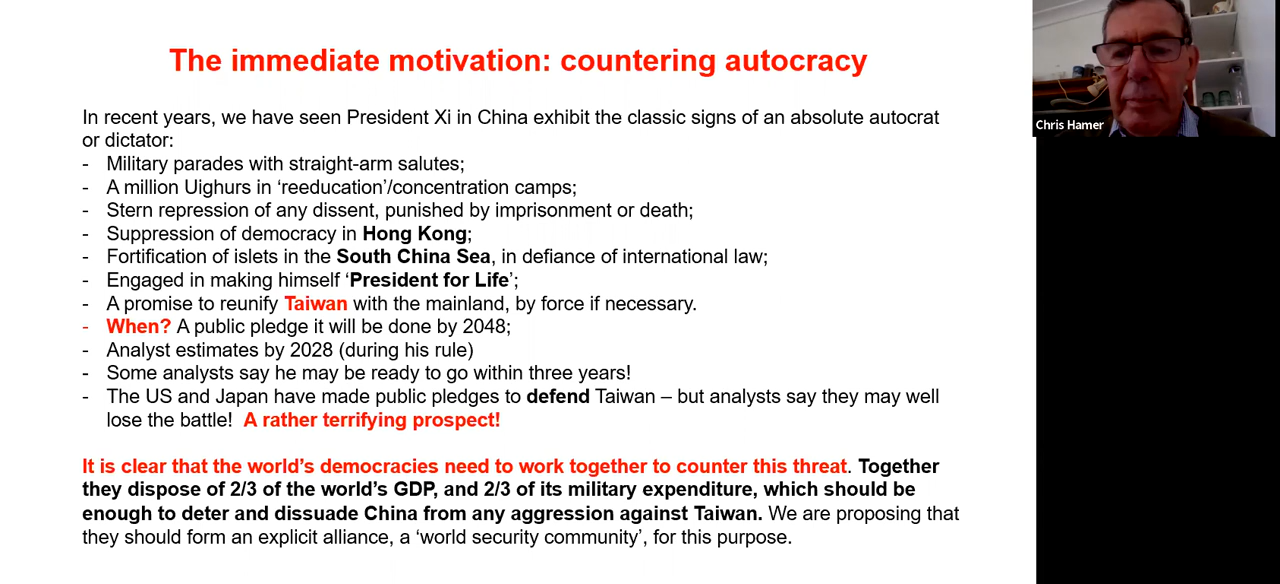 The immediate motivation: countering autocracy
In recent years, we have seen President Xi in China exhibit the classic signs of an absolute autocrat
or dictator:
- Military parades with straight-arm salutes;
- A million Uighurs in ‘reeducation’/concentration camps;
- Stern repression of any dissent, punished by imprisonment or death;
- Suppression of democracy in Hong Kong;
- Fortification of islets in the South China Sea, in defiance of international law;
- Engaged in making himself ‘President for Life’;
- A promise to reunify Taiwan with the mainland, by force if necessary.
- When? A public pledge it will be done by 2048;
- Analyst estimates by 2028 (during his rule)
- Some analysts say he may be ready to go within three years!
- The US and Japan have made public pledges to defend Taiwan – but analysts say they may well
lose the battle! A rather terrifying prospect!
It is clear that the world’s democracies need to work together to counter this threat. Together
they dispose of 2/3 of the world’s GDP, and 2/3 of its military expenditure, which should be
enough to deter and dissuade China from any aggression against Taiwan. We are proposing that
they should form an explicit alliance, a ‘world security community’, for this purpose.
Chris Hamer